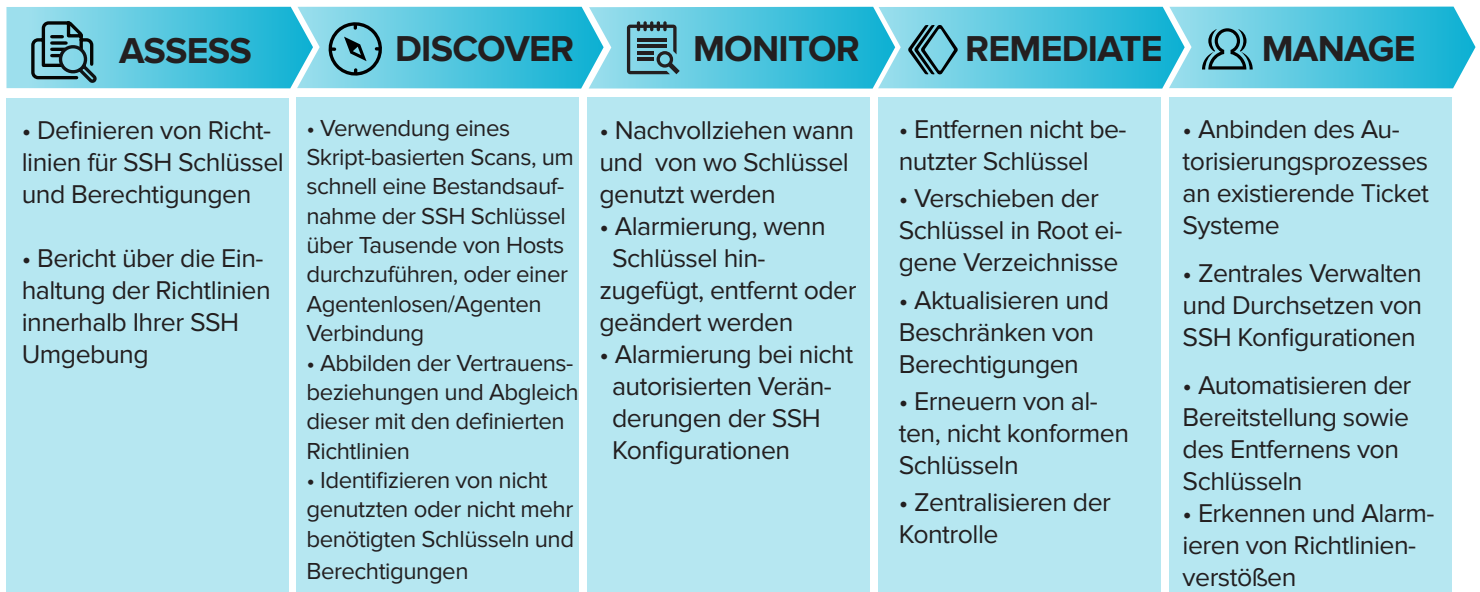 ASSESS
DISCOVER
MONITOR
REMEDIATE
MANAGE
• Definieren von Richt-
linien für SSH Schlüssel
und Berechtigungen
• Bericht über die Ein-
haltung der Richtlinien
innerhalb Ihrer SSH
Umgebung
• Verwendung eines
Skript-basierten Scans, um
schnell eine Bestandsauf-
nahme der SSH Schlüssel
über Tausende von Hosts
durchzuführen, oder einer
Agentenlosen/Agenten
Verbindung
• Abbilden der Vertrauens-
beziehungen und Abgleich
dieser mit den definierten
Richtlinien
• Identifizieren von nicht
genutzten oder nicht mehr
benötigten Schlüsseln und
Berechtigungen
• Nachvollziehen wann
und von wo Schlüssel
genutzt werden
• Alarmierung, wenn
Schlüssel hin-
zugefügt, entfernt oder
geändert werden
• Alarmierung bei nicht
autorisierten Verän-
derungen der SSH
Konfigurationen
• Entfernen nicht be-
nutzter Schlüssel
• Verschieben der
Schlüssel in Root ei-
gene Verzeichnisse
• Aktualisieren und
Beschränken von
Berechtigungen
• Erneuern von al-
ten, nicht konformen
Schlüsseln
• Zentralisieren der
Kontrolle
• Anbinden des Au-
torisierungsprozesses
an existierende Ticket
Systeme
• Zentrales Verwalten
und Durchsetzen von
SSH Konfigurationen
• Automatisieren der
Bereitstellung sowie
des Entfernens von
Schlüsseln
• Erkennen und Alarm-
ieren von Richtlinien-
verstößen